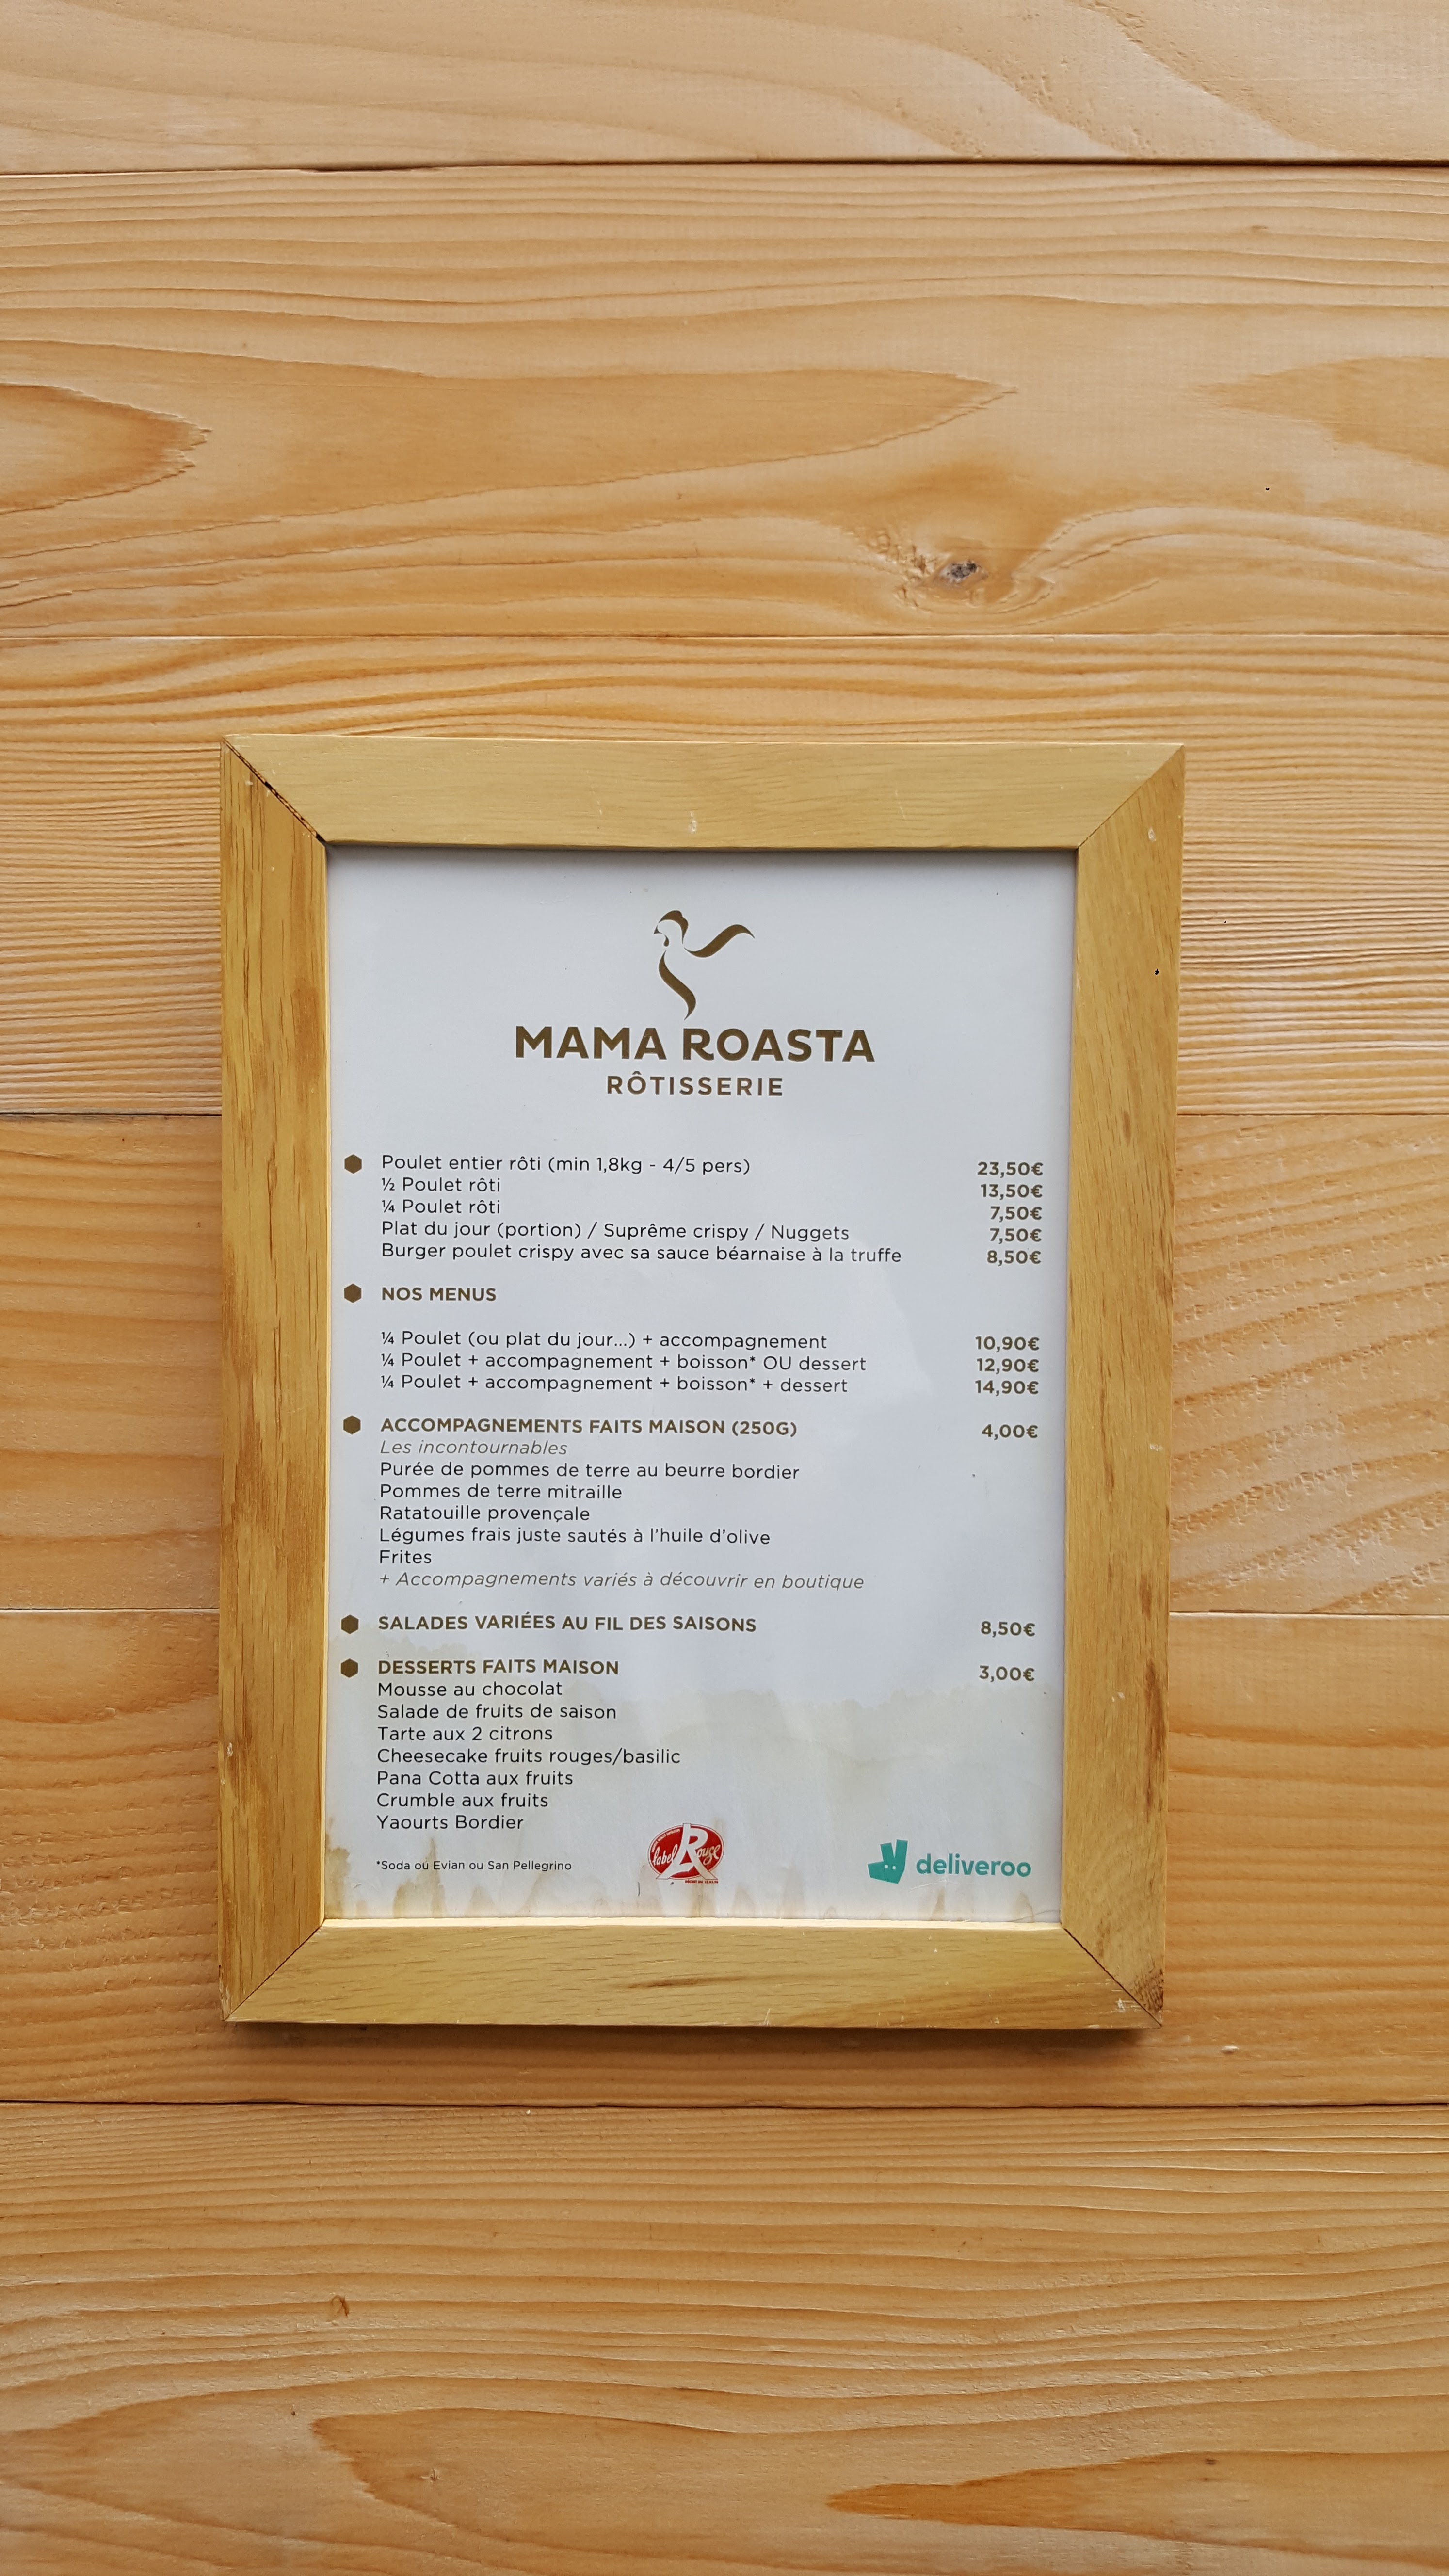 MAMA ROASTA
RÔTISSERIE
Poulet entier rôti (min 1,8kg - 4/5 pers) 23,50€
½ Poulet rôti 13,50€
¼ Poulet rôti 7,50€
Plat du jour (portion) / Suprême crispy / Nuggets 7,50€
Burger poulet crispy avec sa sauce béarnaise à la truffe 8,50€
NOS MENUS
¼ Poulet (ou plat du jour...) + accompagnement 10,90€
¼ Poulet + accompagnement + boisson* OU dessert 12,90€
¼ Poulet + accompagnement + boisson* + dessert 14,90€
ACCOMPAGNEMENTS FAITS MAISON (250G) 4,00€
Les incontournables
Purée de pommes de terre au beurre bordier
Pommes de terre mitraille
Ratatouille provençale
Légumes frais juste sautés à l'huile d'olive
Frites
+ Accompagnements variés à découvrir en boutique
SALADES VARIÉES AU FIL DES SAISONS 8,50€
DESSERTS FAITS MAISON 3,00€
Mousse au chocolat
Salade de fruits de saison
Tarte aux 2 citrons
Cheesecake fruits rouges/basilic
Pana Cotta aux fruits
Crumble aux fruits
Yaourts Bordier
*Soda ou Evian ou San Pellegrino
label Rouge
deliveroo